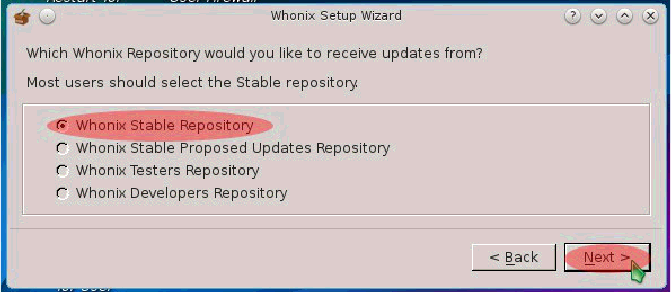 Whonix Setup Wizard
Which Whonix Repository would you like to receive updates from?
Most users should select the Stable repository.
Whonix Stable Repository
Whonix Stable Proposed Updates Repository
Whonix Testers Repository
Whonix Developers Repository
< Back
Next >